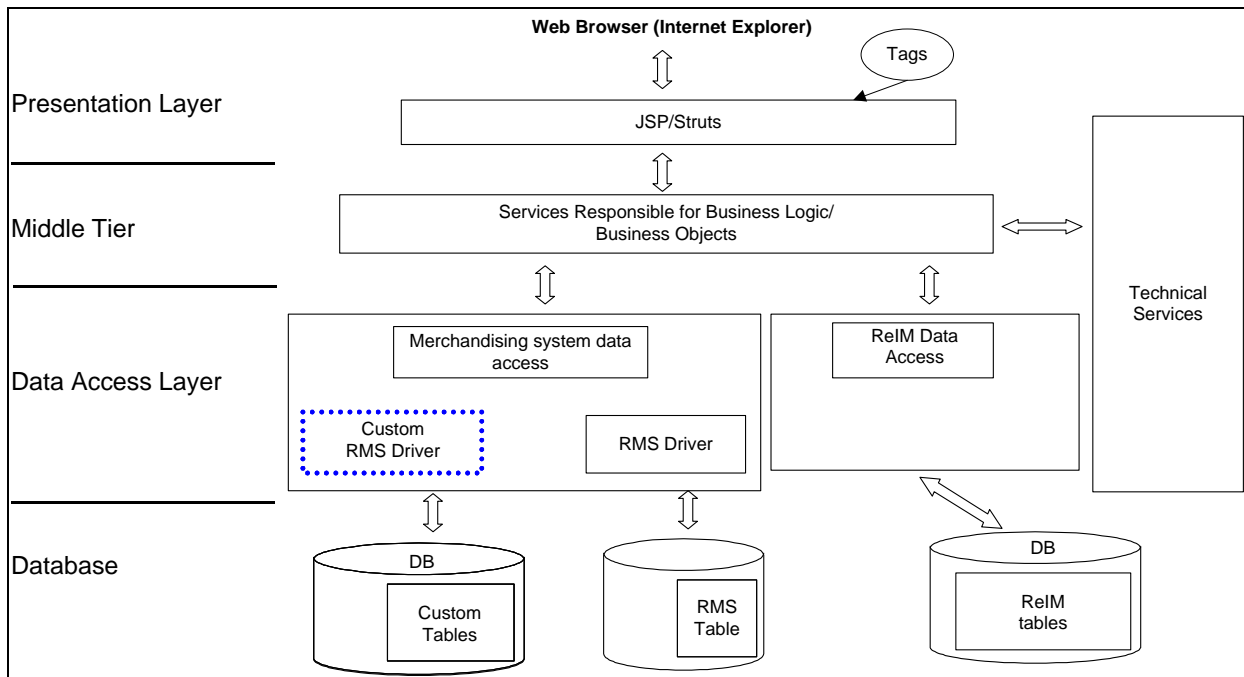 Web Browser (Internet Explorer)
Tags
Presentation Layer
JSP/Struts
Middle Tier
Services Responsible for Business Logic/
Business Objects
Technical
Services
Data Access Layer
Merchandising system data
access
ReIM Data
Access
Custom
RMS Driver
RMS Driver
Database
DB
Custom
Tables
RMS
Table
DB
ReIM
tables